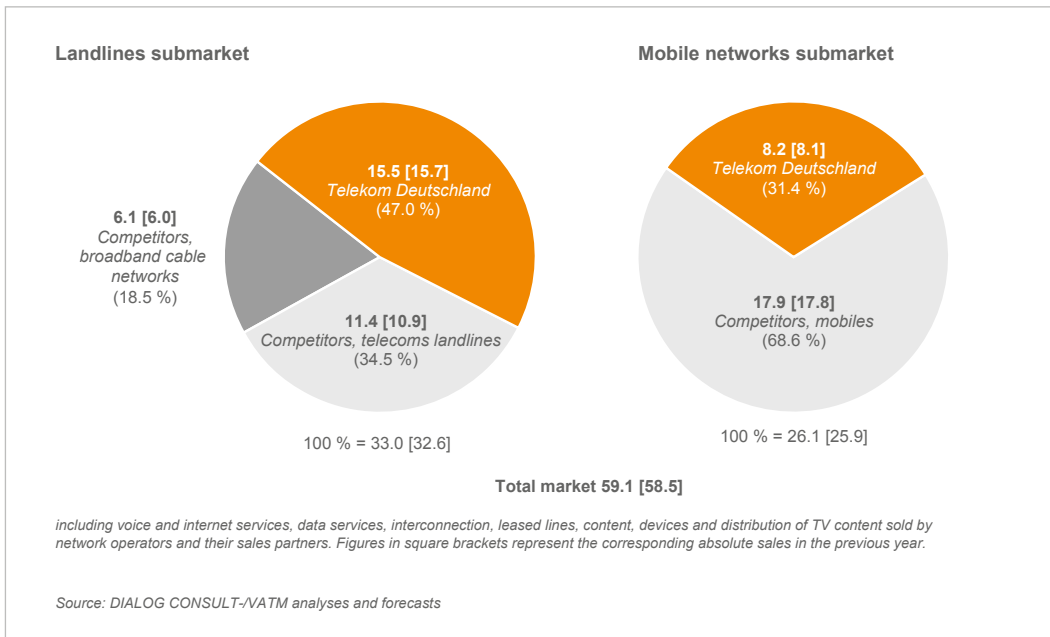 Landlines submarket
Mobile networks submarket
15.5 [15.7]
Telekom Deutschland
(47.0 %)
6.1 [6.0]
Competitors,
broadband cable
networks
(18.5 %)
11.4 [10.9]
Competitors, telecoms landlines
(34.5 %)
100 % = 33.0 [32.6]
8.2 [8.1]
Telekom Deutschland
(31.4 %)
17.9 [17.8]
Competitors, mobiles
(68.6 %)
100 % = 26.1 [25.9]
Total market 59.1 [58.5]
including voice and internet services, data services, interconnection, leased lines, content, devices and distribution of TV content sold by
network operators and their sales partners. Figures in square brackets represent the corresponding absolute sales in the previous year.
Source: DIALOG CONSULT-/VATM analyses and forecasts